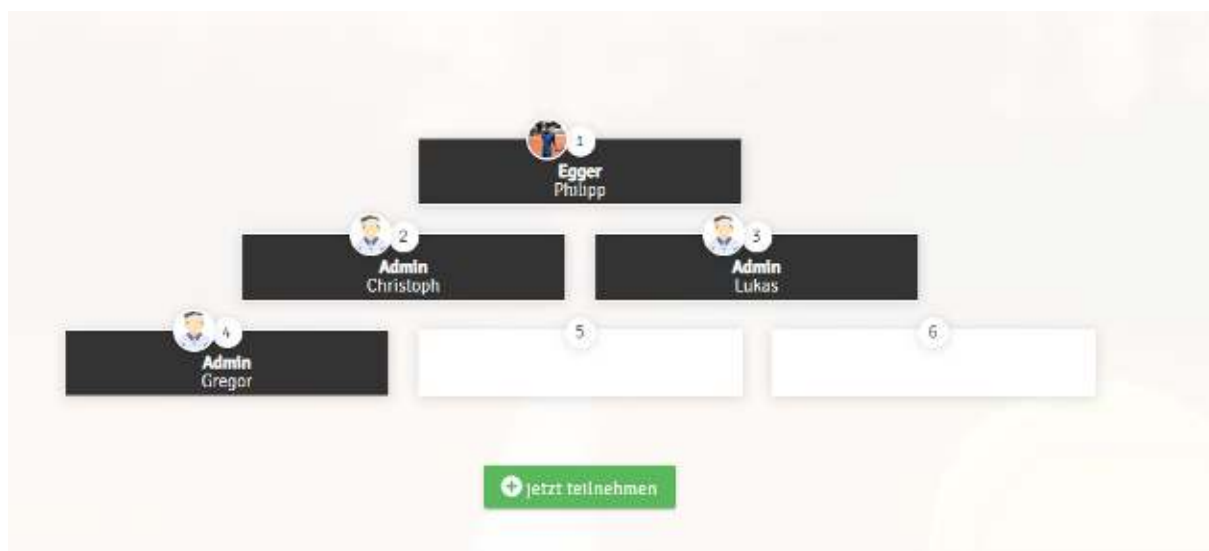 1
Egger
Philipp
2
Admin
Christoph
3
Admin
Lukas
4
Admin
Gregor
5
6
jetzt teilnehmen